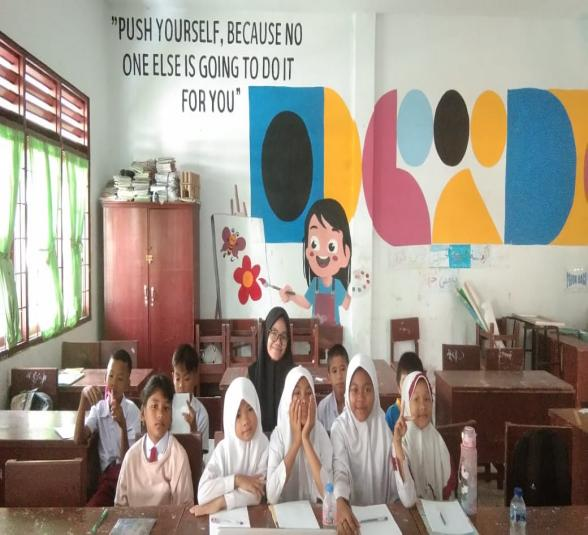 "PUSH YOURSELF, BECAUSE NO
ONE ELSE IS GOING TO DO IT
FOR YOU"